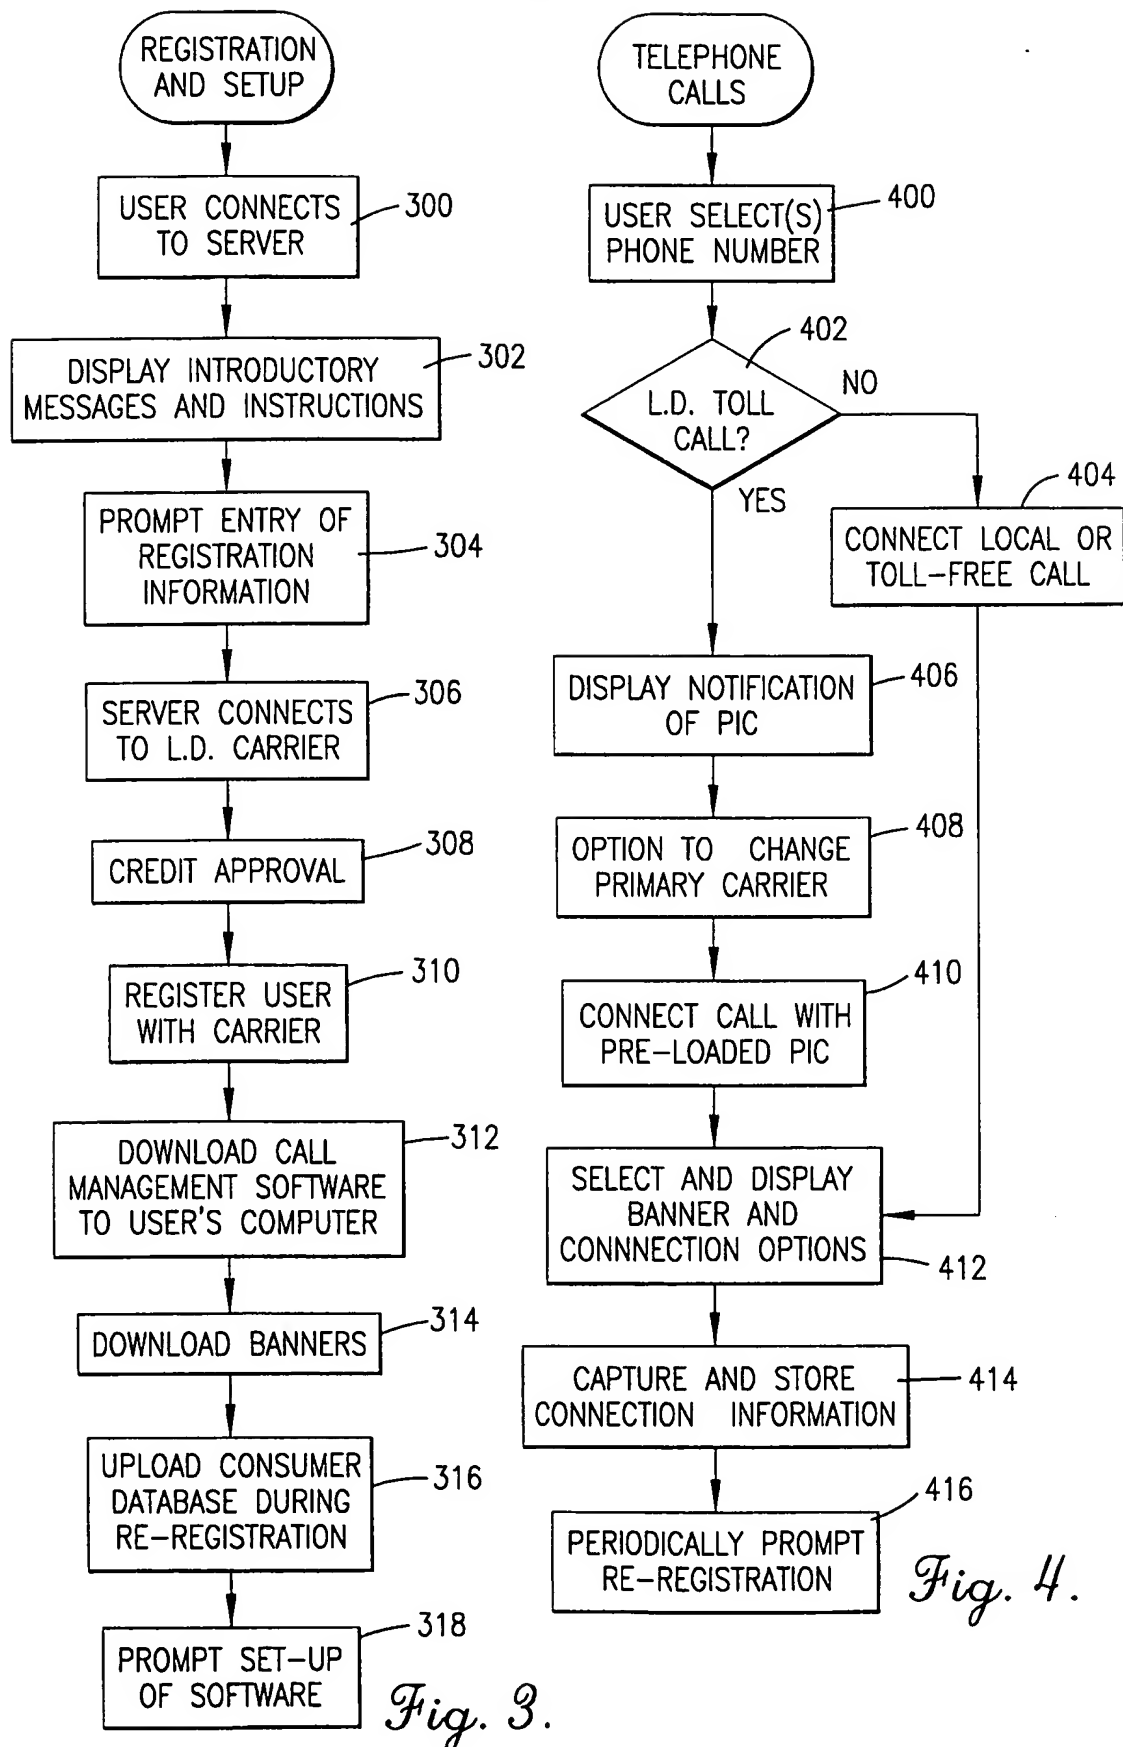 REGISTRATION
AND SETUP
USER CONNECTS
TO SERVER
300
DISPLAY INTRODUCTORY
MESSAGES AND INSTRUCTIONS
302
PROMPT ENTRY OF
REGISTRATION
INFORMATION
304
SERVER CONNECTS
TO L.D. CARRIER
306
CREDIT APPROVAL
308
REGISTER USER
WITH CARRIER
310
DOWNLOAD CALL
MANAGEMENT SOFTWARE
TO USER'S COMPUTER
312
DOWNLOAD BANNERS
314
UPLOAD CONSUMER
DATABASE DURING
RE-REGISTRATION
316
PROMPT SET-UP
OF SOFTWARE
318
Fig. 3.
TELEPHONE
CALLS
USER SELECT(S)
PHONE NUMBER
400
L.D. TOLL
CALL?
402
NO
YES
CONNECT LOCAL OR
TOLL-FREE CALL
404
DISPLAY NOTIFICATION
OF PIC
406
OPTION TO CHANGE
PRIMARY CARRIER
408
CONNECT CALL WITH
PRE-LOADED PIC
410
SELECT AND DISPLAY
BANNER AND
CONNNECTION OPTIONS
412
CAPTURE AND STORE
CONNECTION INFORMATION
414
PERIODICALLY PROMPT
RE-REGISTRATION
416
Fig. 4.